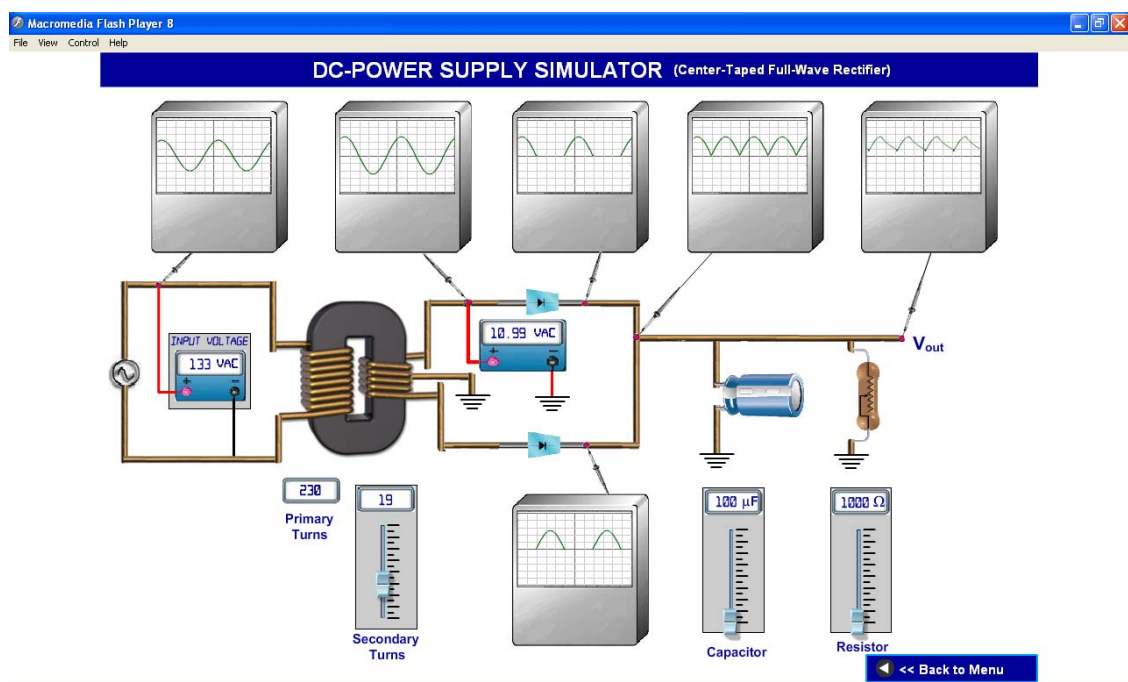 Macromedia Flash Player 8
File View Control Help
DC-POWER SUPPLY SIMULATOR (Center-Taped Full-Wave Rectifier)
INPUT VOLTAGE
133 VAC
+ −
10.99 VAC
+ −
Vout
230
Primary
Turns
19
Secondary
Turns
100 µF
Capacitor
1000 Ω
Resistor
<< Back to Menu